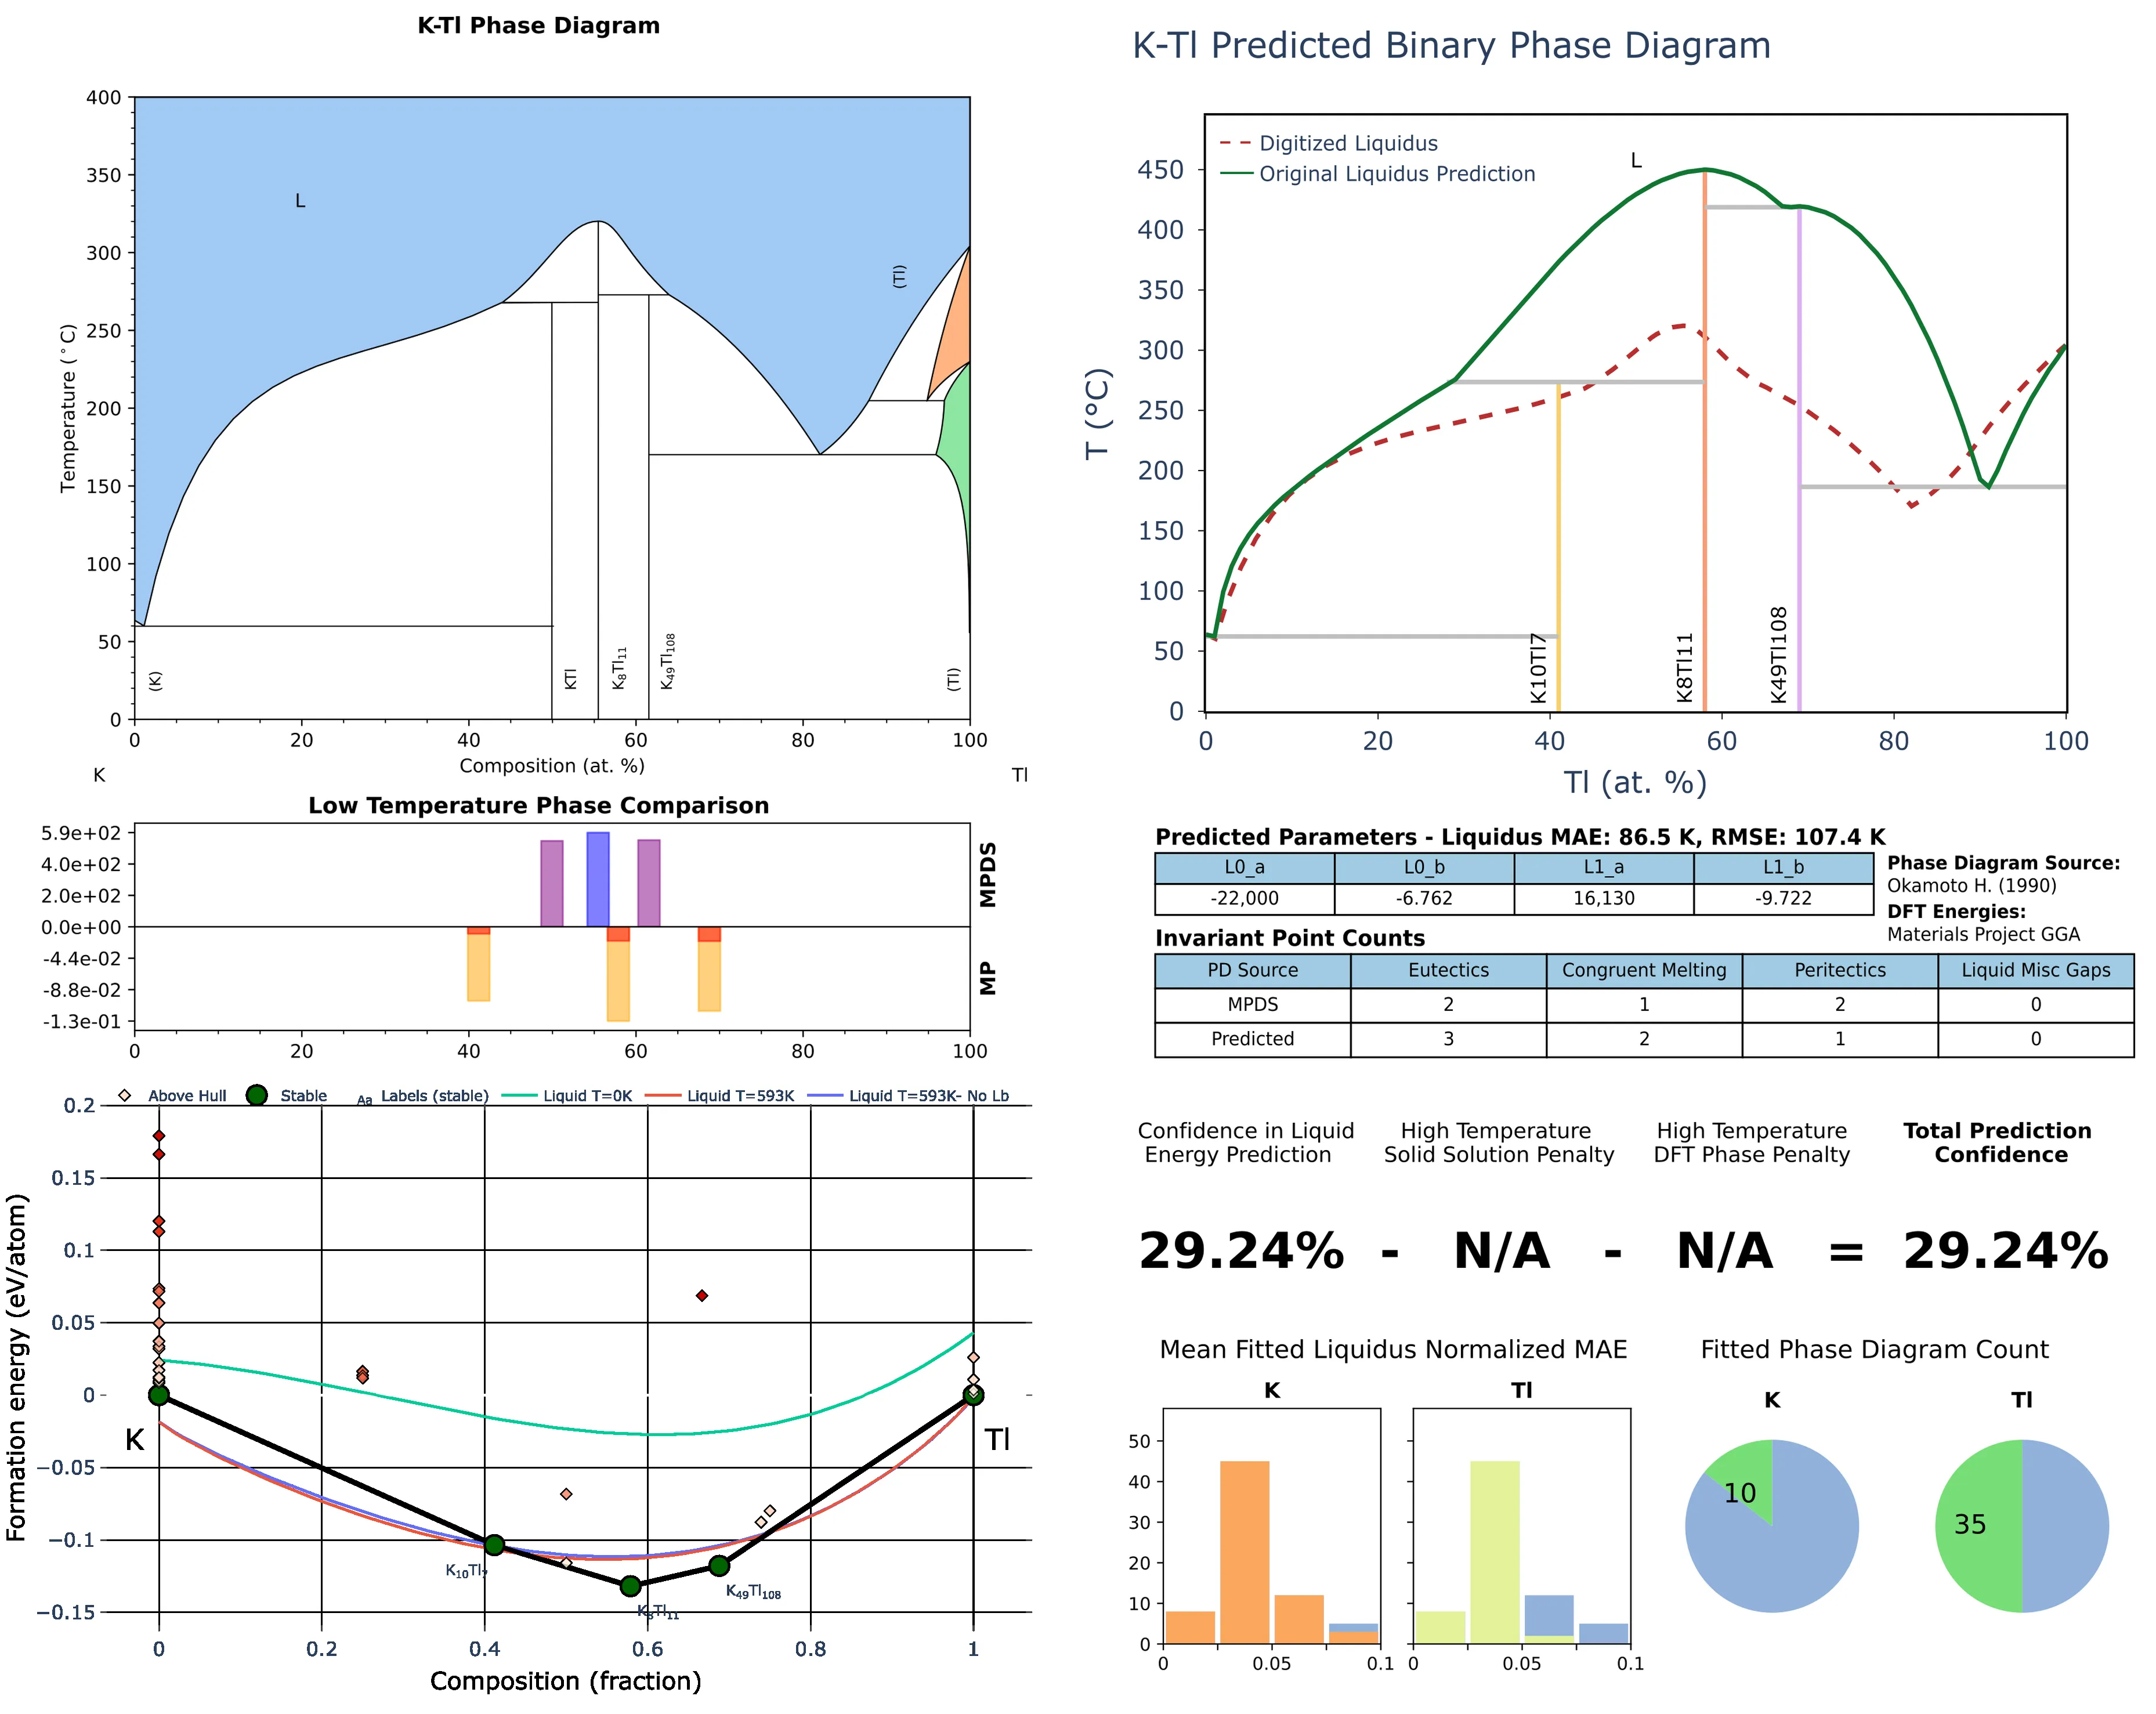 K-Tl Phase Diagram
400
350
300
250
200
150
100
50
0
Temperature (°C)
L
(Tl)
(K)
KTl
K8Tl11
K49Tl108
(Tl)
0 20 40 60 80 100
Composition (at. %)
K Tl
Low Temperature Phase Comparison
5.9e+02
4.0e+02
2.0e+02
0.0e+00
-4.4e-02
-8.8e-02
-1.3e-01
MPDS
MP
0 20 40 60 80 100
Above Hull Stable Aa Labels (stable) Liquid T=0K Liquid T=593K Liquid T=593K- No Lb
0.2
0.15
0.1
0.05
0
−0.05
−0.1
−0.15
Formation energy (eV/atom)
K
Tl
K10Tl7
K8Tl11
K49Tl108
0 0.2 0.4 0.6 0.8 1
Composition (fraction)
K-Tl Predicted Binary Phase Diagram
Digitized Liquidus
Original Liquidus Prediction
L
450
400
350
300
250
200
150
100
50
0
T (°C)
K10Tl7
K8Tl11
K49Tl108
0 20 40 60 80 100
Tl (at. %)
Predicted Parameters - Liquidus MAE: 86.5 K, RMSE: 107.4 K
L0_a L0_b L1_a L1_b
-22,000 -6.762 16,130 -9.722
Phase Diagram Source:
Okamoto H. (1990)
DFT Energies:
Materials Project GGA
Invariant Point Counts
PD Source Eutectics Congruent Melting Peritectics Liquid Misc Gaps
MPDS 2 1 2 0
Predicted 3 2 1 0
Confidence in Liquid
Energy Prediction
High Temperature
Solid Solution Penalty
High Temperature
DFT Phase Penalty
Total Prediction
Confidence
29.24% - N/A - N/A = 29.24%
Mean Fitted Liquidus Normalized MAE
K
Tl
50
40
30
20
10
0
0 0.05 0.1
0 0.05 0.1
Fitted Phase Diagram Count
K
Tl
10
35